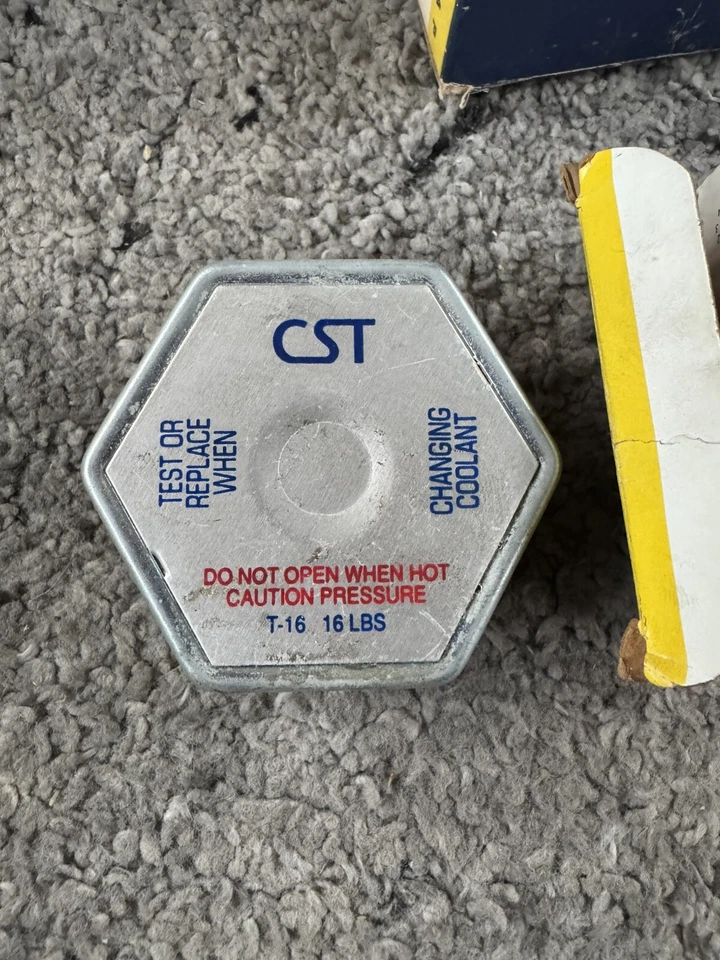 CST
TEST OR
REPLACE
WHEN
CHANGING
COOLANT
DO NOT OPEN WHEN HOT
CAUTION PRESSURE
T-16 16 LBS